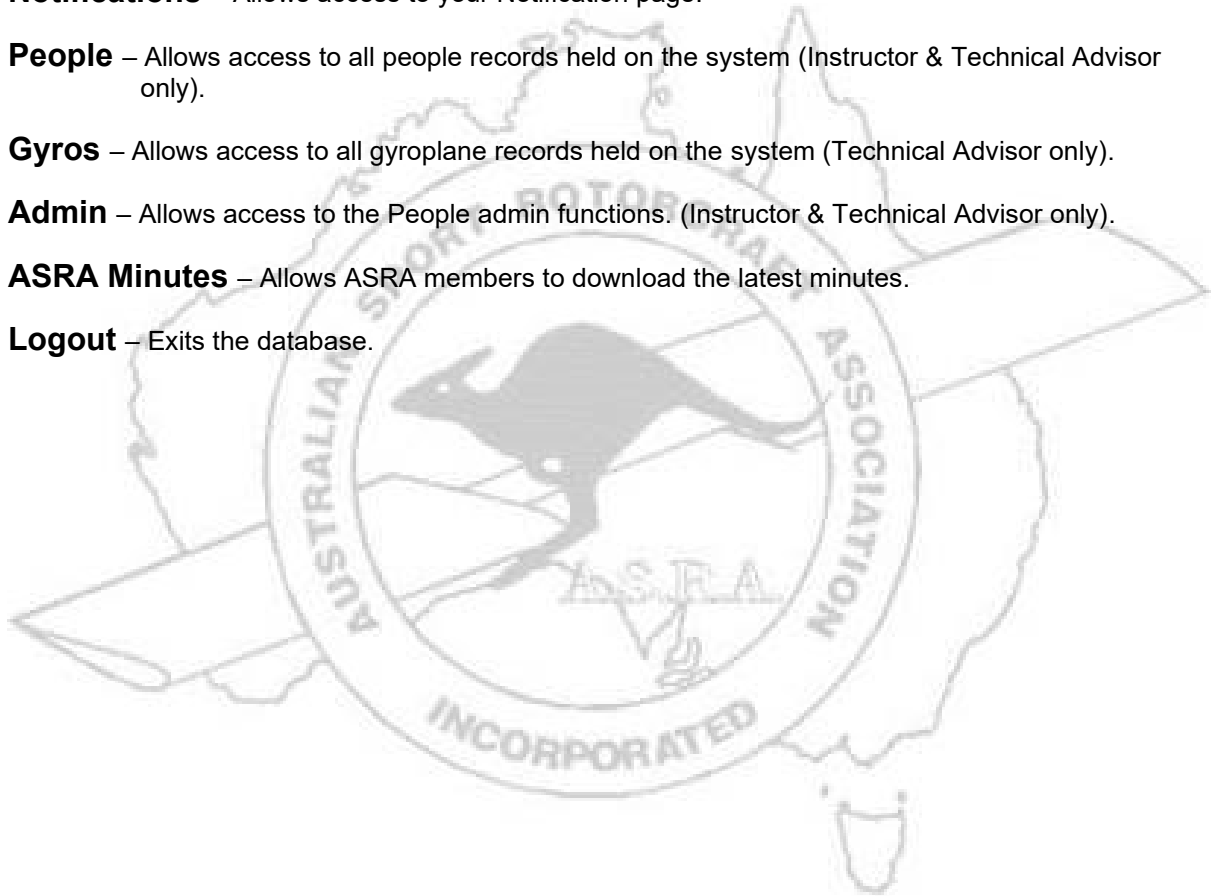 Notifications – Allows access to your Notification page.
People – Allows access to all people records held on the system (Instructor & Technical Advisor
only).
Gyros – Allows access to all gyroplane records held on the system (Technical Advisor only).
Admin – Allows access to the People admin functions. (Instructor & Technical Advisor only).
ASRA Minutes – Allows ASRA members to download the latest minutes.
Logout – Exits the database.
AUSTRALIAN SPORT ROTORCRAFT ASSOCIATION
A.S.R.A.
INCORPORATED